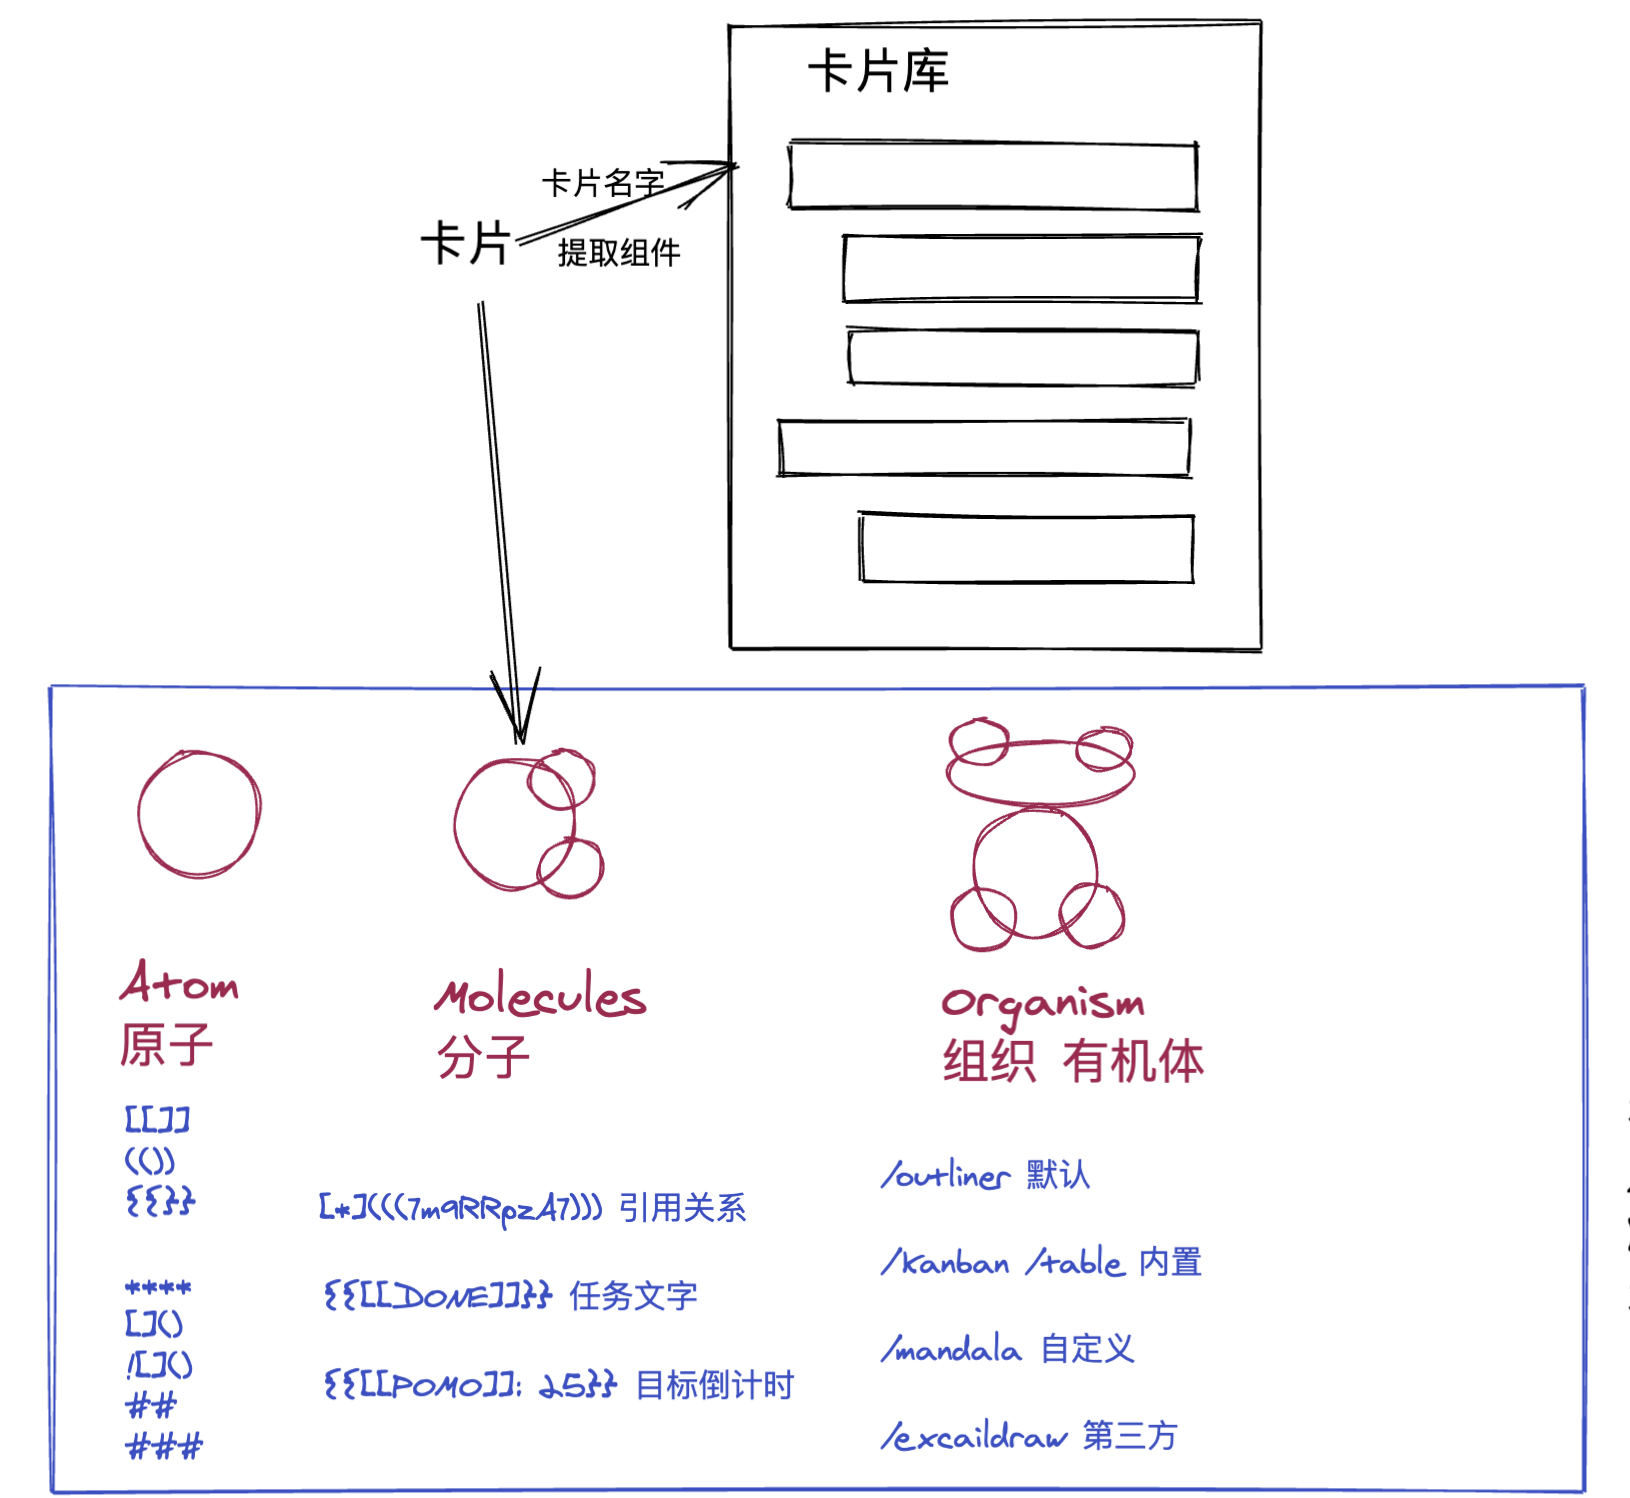 卡片库
卡片名字
卡片
提取组件
Atom
原子
[[]]
(())
{{}}
****
[]()
![]()
##
###
Molecules
分子
[*](((7m9RRpzA7))) 引用关系
{{[[DONE]]}} 任务文字
{{[[POMO]]: 25}} 目标倒计时
Organism
组织 有机体
/outliner 默认
/Kanban /table 内置
/mandala 自定义
/excaildraw 第三方